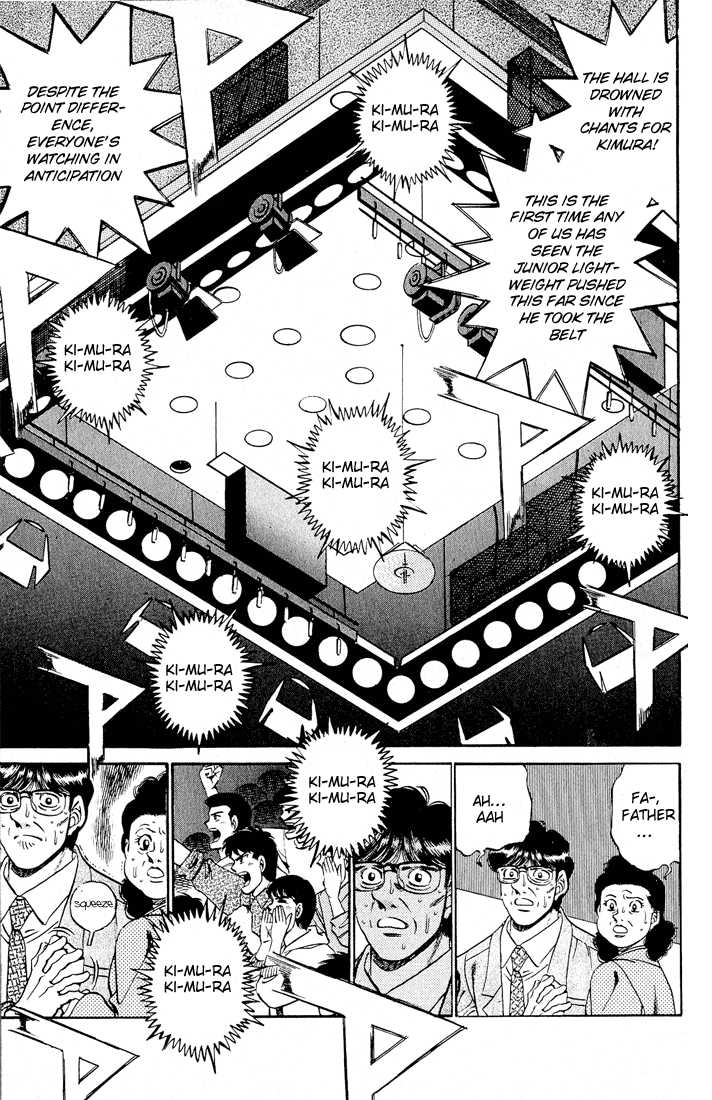 THE HALL IS
DROWNED
WITH
CHANTS FOR
KIMURA!
THIS IS THE
FIRST TIME ANY
OF US HAS
SEEN THE
JUNIOR LIGHT-
WEIGHT PUSHED
THIS FAR SINCE
HE TOOK THE
BELT
KI-MU-RA
KI-MU-RA
DESPITE THE
POINT DIFFER-
ENCE,
EVERYONE'S
WATCHING IN
ANTICIPATION
KI-MU-RA
KI-MU-RA
KI-MU-RA
KI-MU-RA
KI-MU-RA
KI-MU-RA
KI-MU-RA
KI-MU-RA
KI-MU-RA
KI-MU-RA
FA-,
FATHER
...
AH...
AAH
KI-MU-RA
KI-MU-RA
squeeze